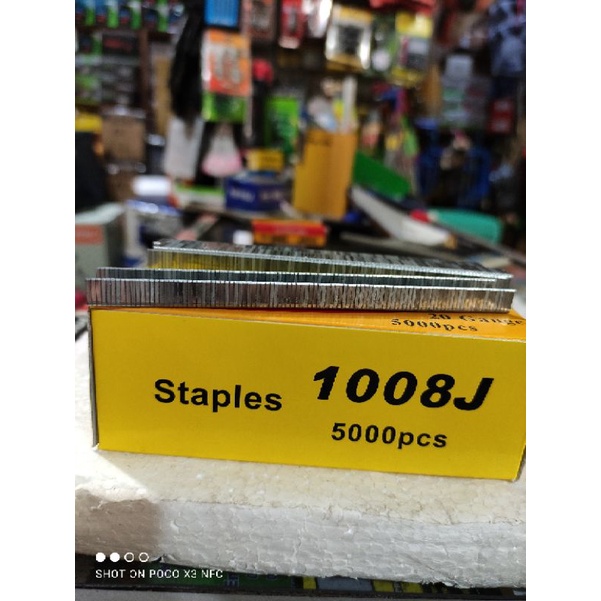 20 Gauge
5000pcs
Staples 1008J
5000pcs
SHOT ON POCO X3 NFC